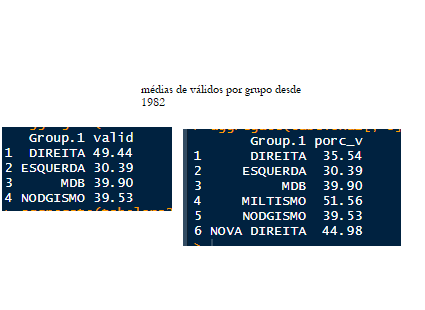 médias de válidos por grupo desde
1982
Group.1 valid
1 DIREITA 49.44
2 ESQUERDA 30.39
3 MDB 39.90
4 NODGISMO 39.53
Group.1 porc_v
1 DIREITA 35.54
2 ESQUERDA 30.39
3 MDB 39.90
4 MILTISMO 51.56
5 NODGISMO 39.53
6 NOVA DIREITA 44.98
>